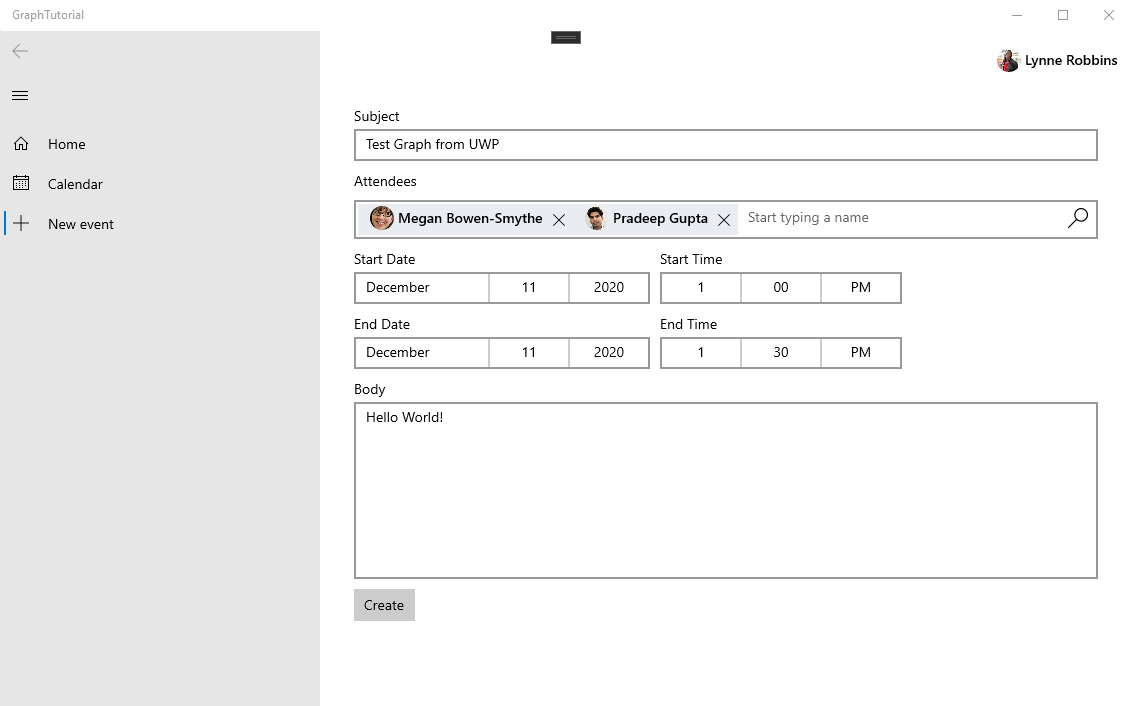 GraphTutorial
Lynne Robbins
Home
Calendar
New event
Subject
Test Graph from UWP
Attendees
Megan Bowen-Smythe Pradeep Gupta Start typing a name
Start Date Start Time
December 11 2020 1 00 PM
End Date End Time
December 11 2020 1 30 PM
Body
Hello World!
Create